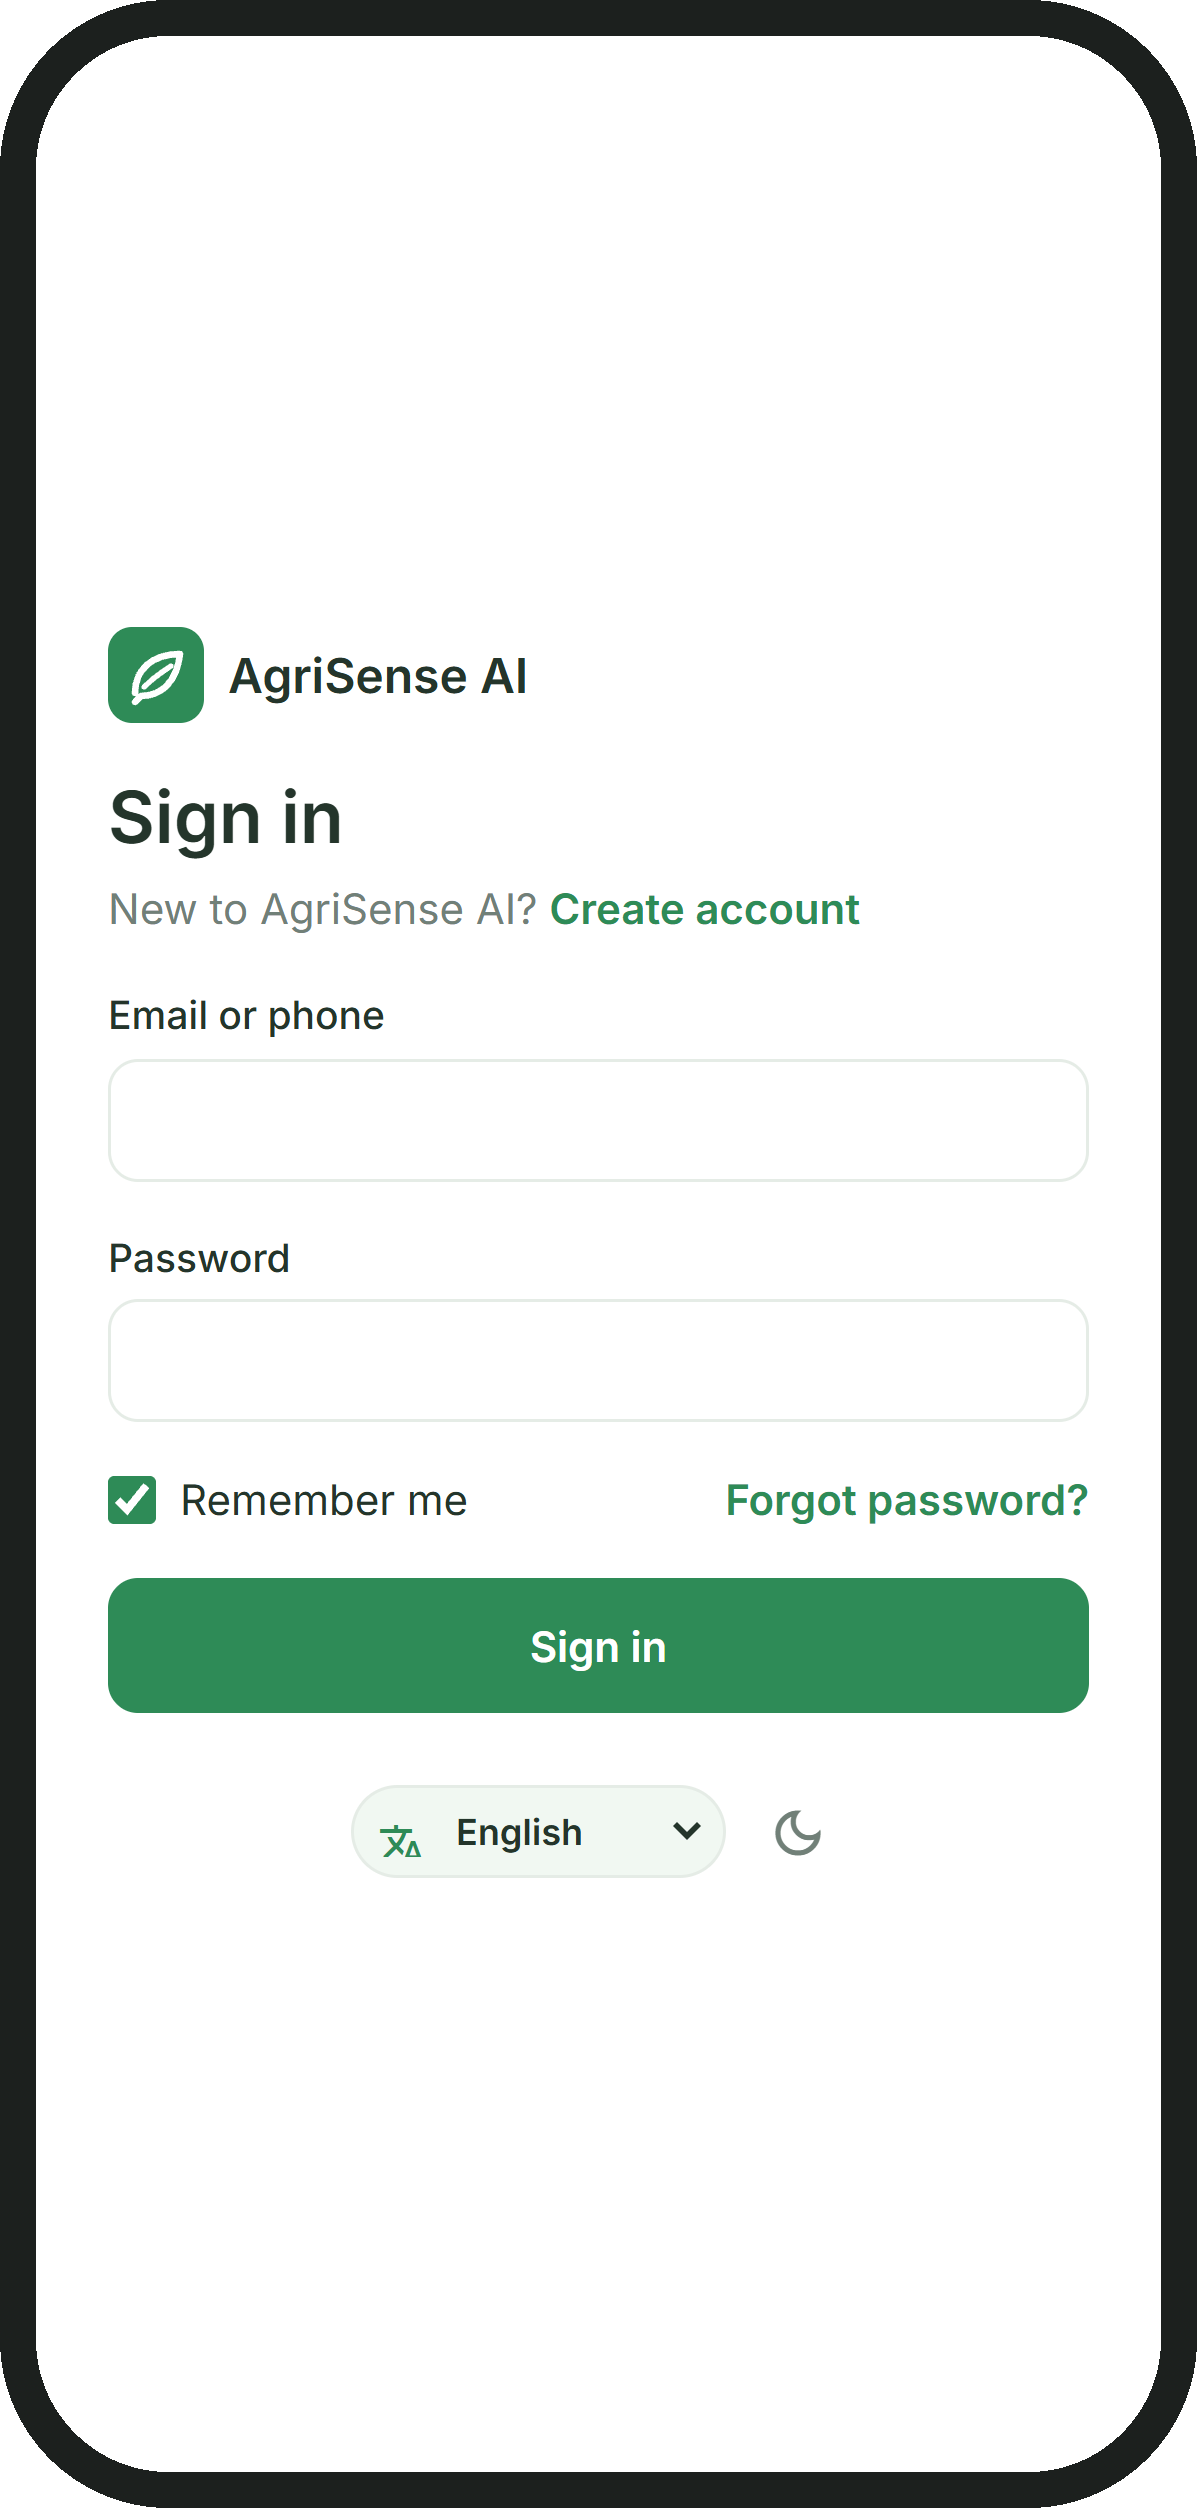 AgriSense AI
Sign in
New to AgriSense AI? Create account
Email or phone
Password
Remember me
Forgot password?
Sign in
English